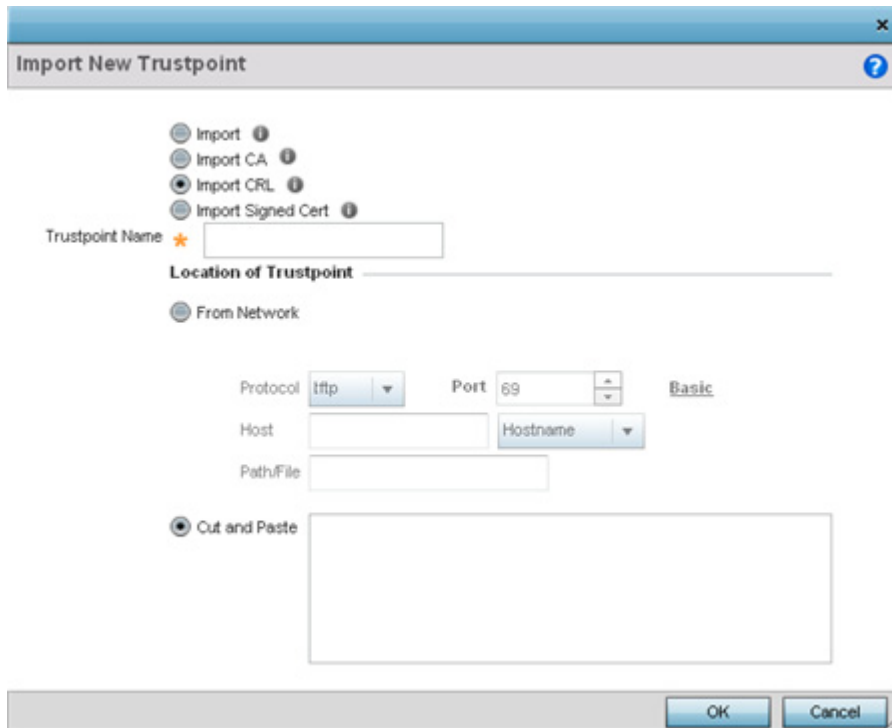 Import New Trustpoint
Import
Import CA
Import CRL
Import Signed Cert
Trustpoint Name *
Location of Trustpoint
From Network
Protocol tftp Port 69 Basic
Host Hostname
Path/File
Cut and Paste
OK Cancel